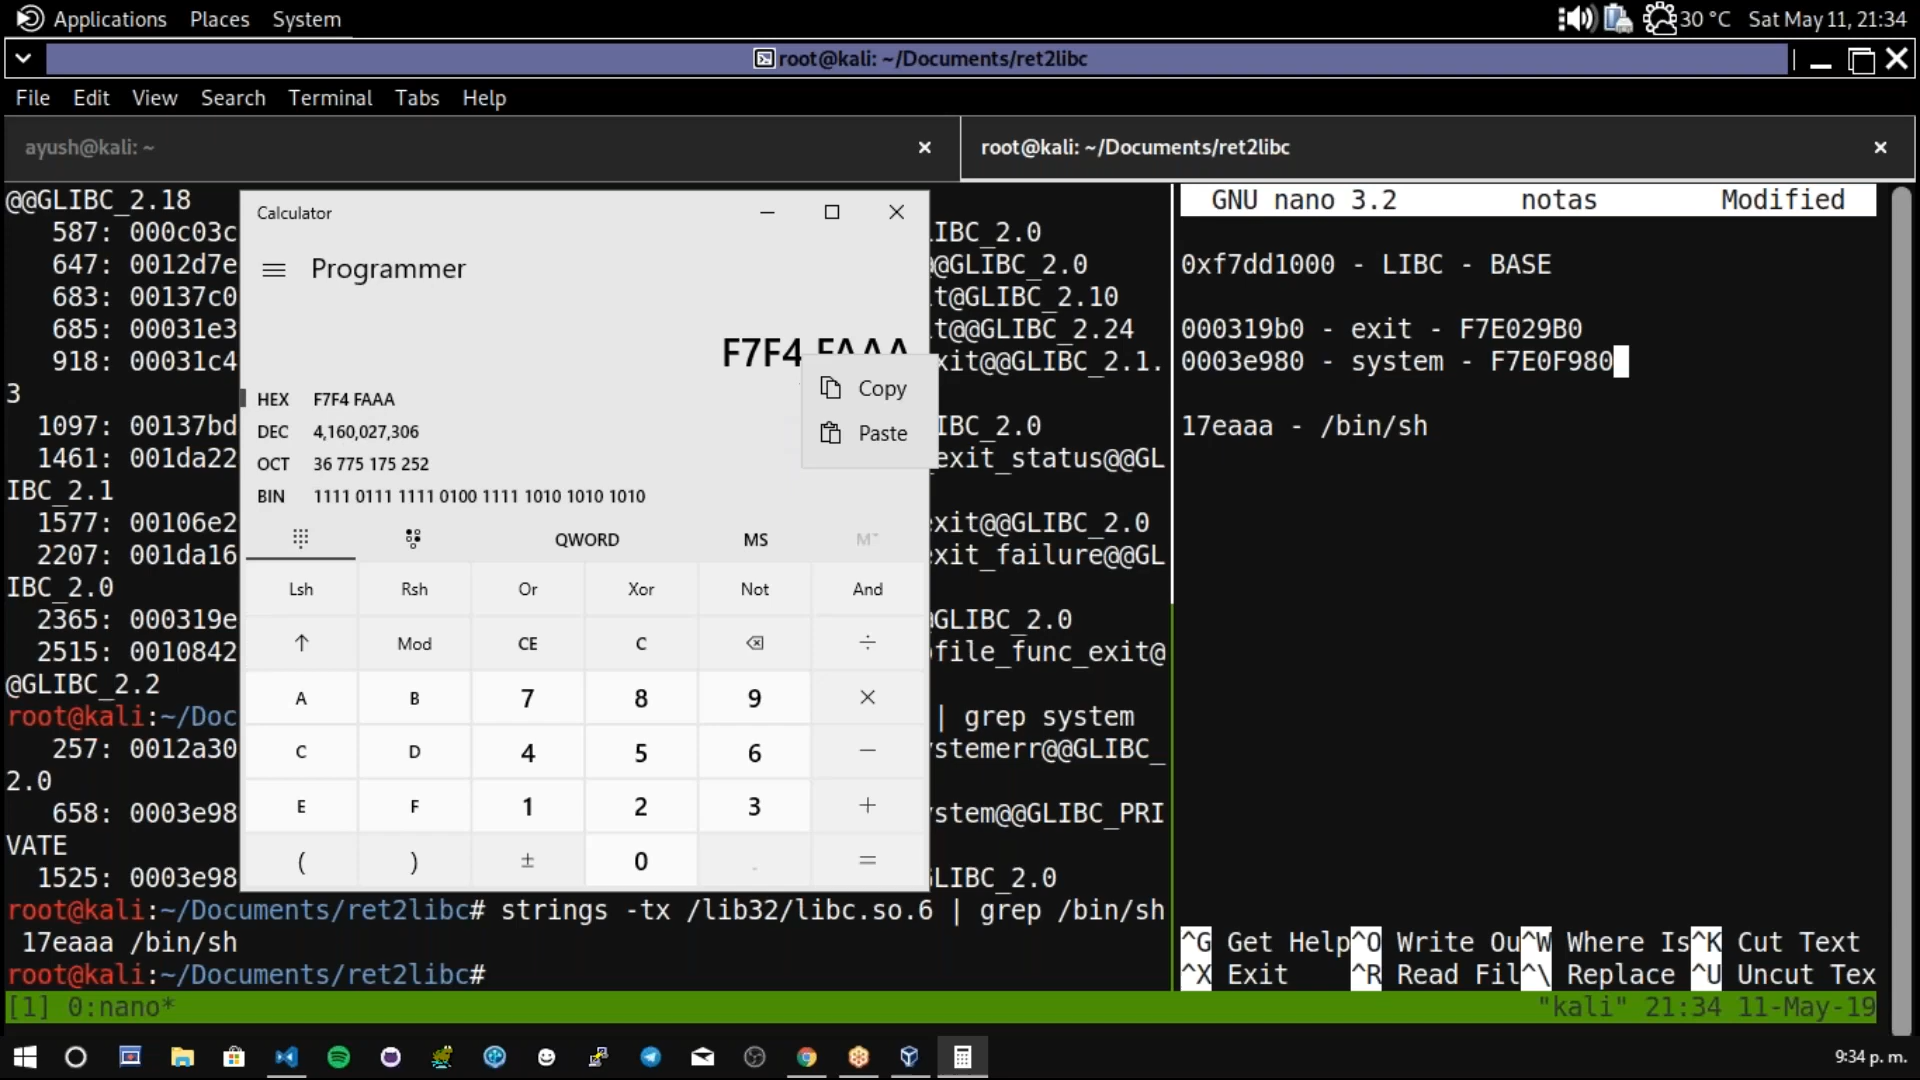 Applications Places System
30 °C Sat May 11, 21:34
root@kali: ~/Documents/ret2libc
File Edit View Search Terminal Tabs Help
ayush@kali: ~
root@kali: ~/Documents/ret2libc
@@GLIBC_2.18
587: 000c03c
IBC_2.0
647: 0012d7e
@GLIBC_2.0
683: 00137c0
t@GLIBC_2.10
685: 00031e3
t@@GLIBC_2.24
918: 00031c4
xit@@GLIBC_2.1.
3
1097: 00137bd
IBC_2.0
1461: 001da22
exit_status@@GL
IBC_2.1
1577: 00106e2
xit@@GLIBC_2.0
2207: 001da16
exit_failure@@GL
IBC_2.0
2365: 000319e
@GLIBC_2.0
2515: 0010842
file_func_exit@
@GLIBC_2.2
root@kali:~/Doc
| grep system
257: 0012a30
stemerr@@GLIBC_
2.0
658: 0003e98
stem@@GLIBC_PRI
VATE
1525: 0003e98
LIBC_2.0
root@kali:~/Documents/ret2libc# strings -tx /lib32/libc.so.6 | grep /bin/sh
17eaaa /bin/sh
root@kali:~/Documents/ret2libc#
[1] 0:nano*
"kali" 21:34 11-May-19
Calculator
Programmer
F7F4 FAAA
Copy
Paste
HEX F7F4 FAAA
DEC 4,160,027,306
OCT 36 775 175 252
BIN 1111 0111 1111 0100 1111 1010 1010 1010
QWORD MS M˅
Lsh Rsh Or Xor Not And
↑ Mod CE C ⌫ ÷
A B 7 8 9 ×
C D 4 5 6 −
E F 1 2 3 +
( ) ± 0 . =
GNU nano 3.2 notas Modified
0xf7dd1000 - LIBC - BASE
000319b0 - exit - F7E029B0
0003e980 - system - F7E0F980
17eaaa - /bin/sh
^G Get Help ^O Write Ou ^W Where Is ^K Cut Text
^X Exit ^R Read Fil ^\ Replace ^U Uncut Tex
9:34 p. m.